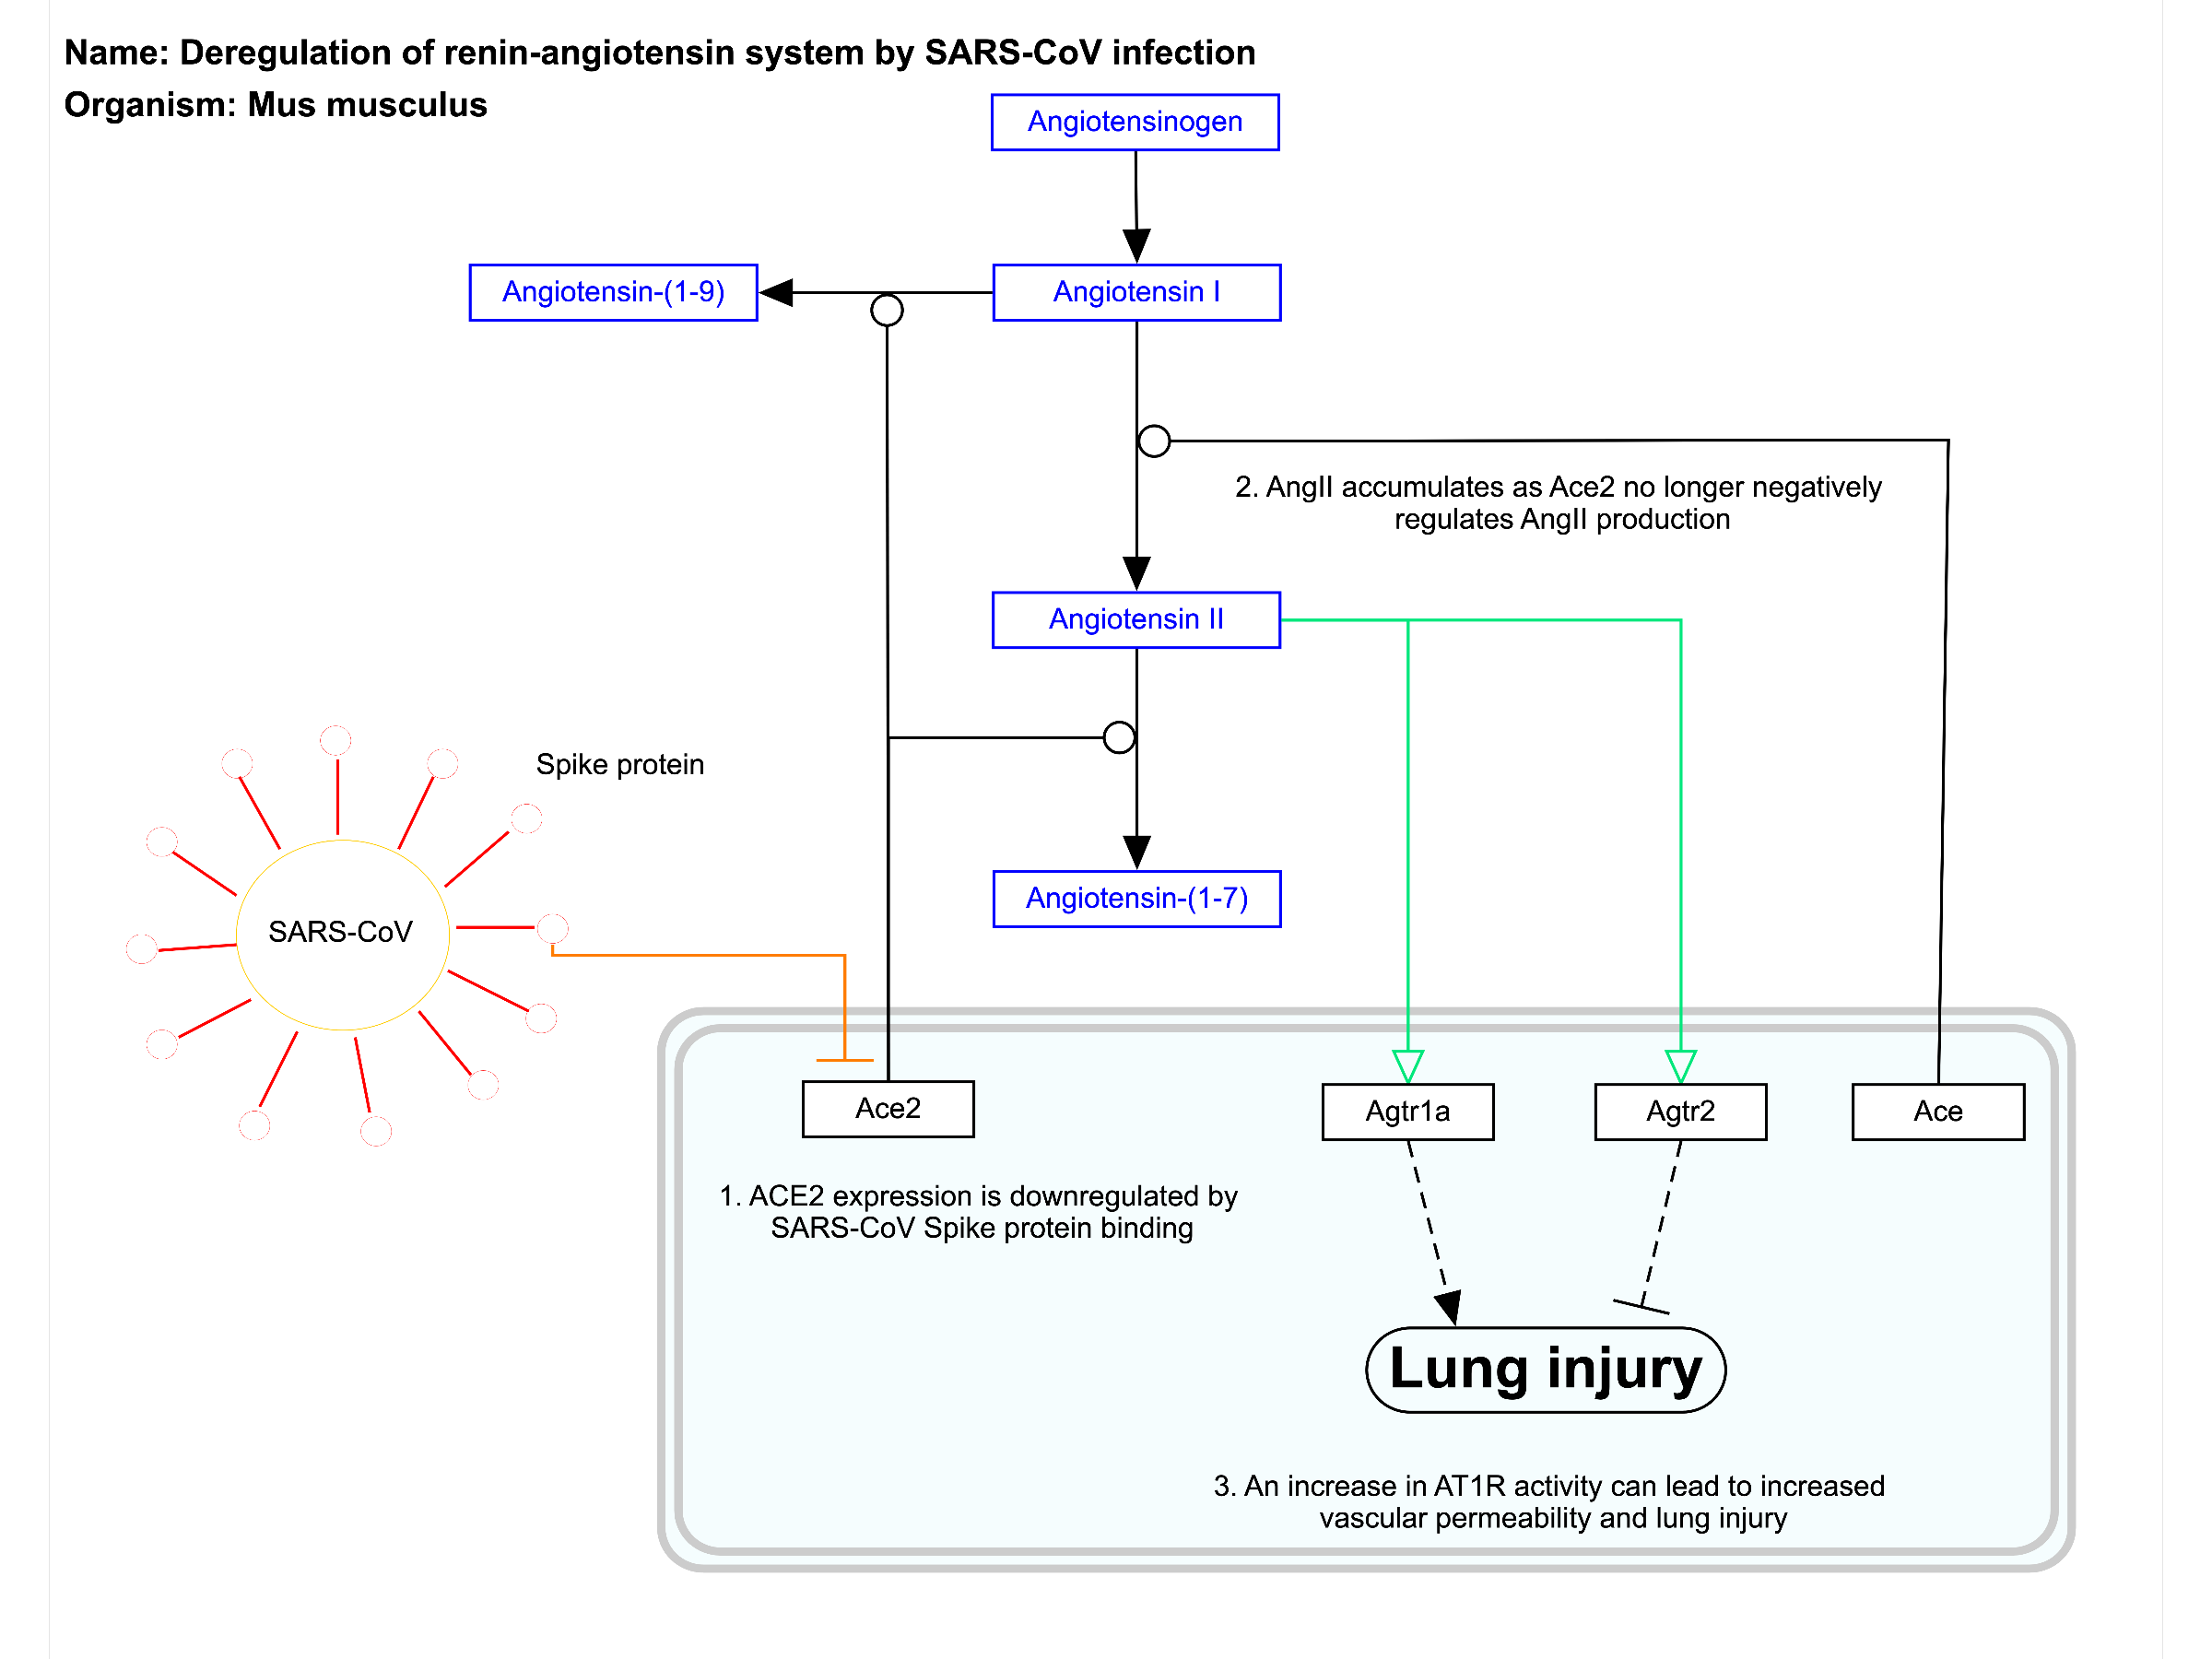 Name: Deregulation of renin-angiotensin system by SARS-CoV infection
Organism: Mus musculus
Angiotensinogen
Angiotensin-(1-9)
Angiotensin I
2. AngII accumulates as Ace2 no longer negatively
regulates AngII production
Angiotensin II
Spike protein
Angiotensin-(1-7)
SARS-CoV
Ace2
Agtr1a
Agtr2
Ace
1. ACE2 expression is downregulated by
SARS-CoV Spike protein binding
Lung injury
3. An increase in AT1R activity can lead to increased
vascular permeability and lung injury